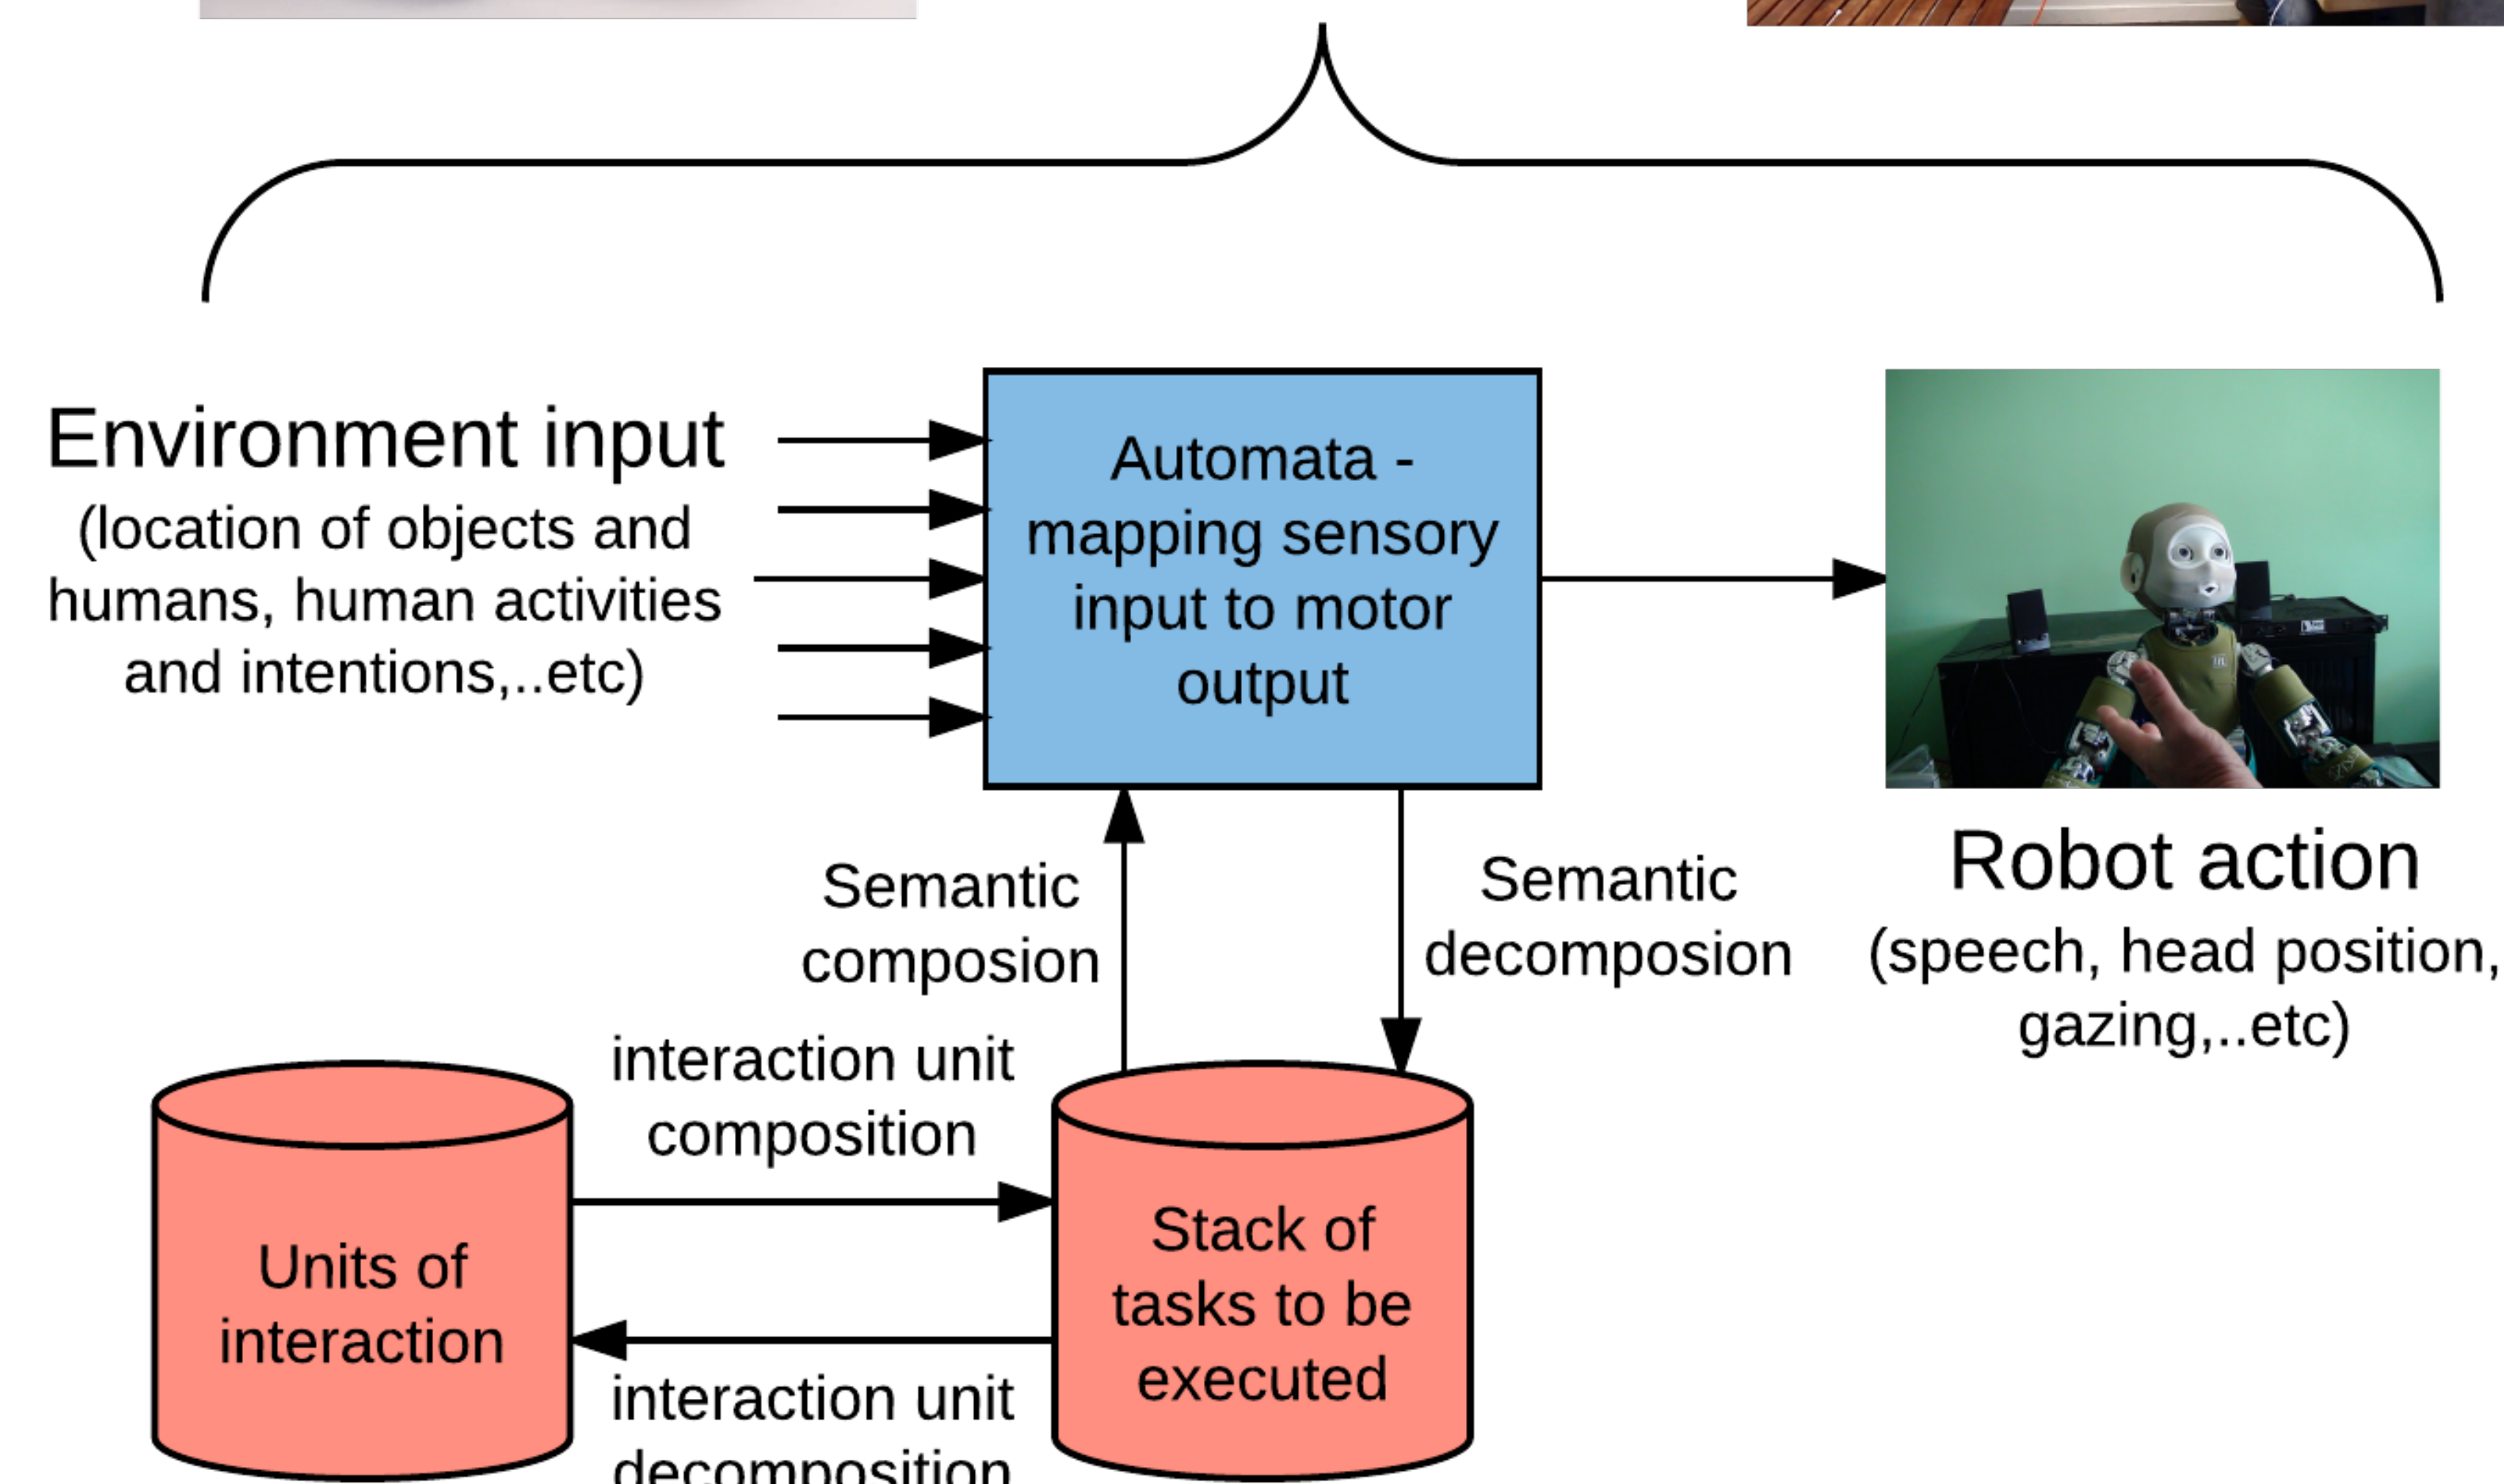 Environment input
(location of objects and
humans, human activities
and intentions,..etc)
Automata -
mapping sensory
input to motor
output
Robot action
(speech, head position,
gazing,..etc)
Semantic
composion
Semantic
decomposion
interaction unit
composition
Units of
interaction
Stack of
tasks to be
executed
interaction unit
decomposition